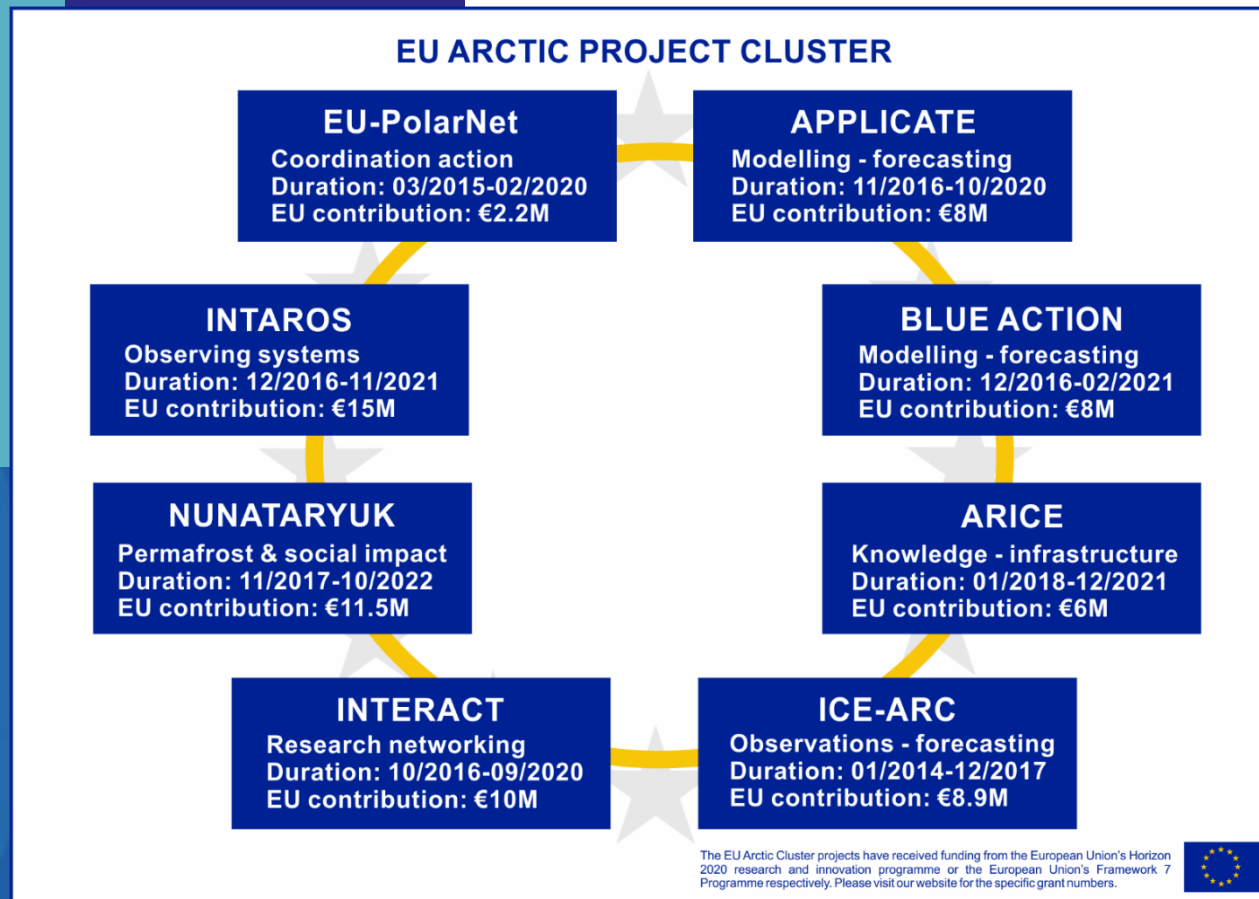 EU ARCTIC PROJECT CLUSTER
EU-PolarNet
Coordination action
Duration: 03/2015-02/2020
EU contribution: €2.2M
APPLICATE
Modelling - forecasting
Duration: 11/2016-10/2020
EU contribution: €8M
INTAROS
Observing systems
Duration: 12/2016-11/2021
EU contribution: €15M
BLUE ACTION
Modelling - forecasting
Duration: 12/2016-02/2021
EU contribution: €8M
NUNATARYUK
Permafrost & social impact
Duration: 11/2017-10/2022
EU contribution: €11.5M
ARICE
Knowledge - infrastructure
Duration: 01/2018-12/2021
EU contribution: €6M
INTERACT
Research networking
Duration: 10/2016-09/2020
EU contribution: €10M
ICE-ARC
Observations - forecasting
Duration: 01/2014-12/2017
EU contribution: €8.9M
The EU Arctic Cluster projects have received funding from the European Union's Horizon
2020 research and innovation programme or the European Union's Framework 7
Programme respectively. Please visit our website for the specific grant numbers.